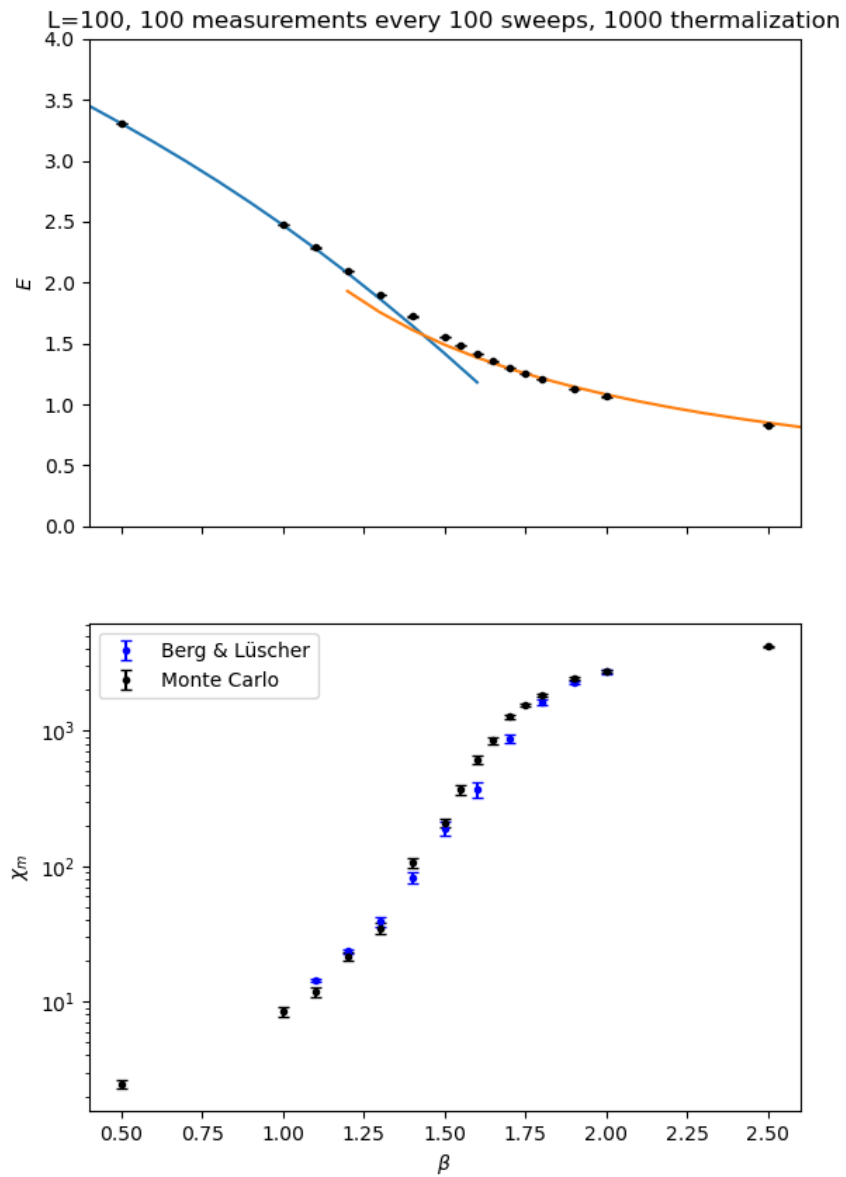 L=100, 100 measurements every 100 sweeps, 1000 thermalization
4.0
3.5
3.0
2.5
2.0
1.5
1.0
0.5
0.0
E
Berg & Lüscher
Monte Carlo
10³
10²
10¹
χₘ
0.50 0.75 1.00 1.25 1.50 1.75 2.00 2.25 2.50
β